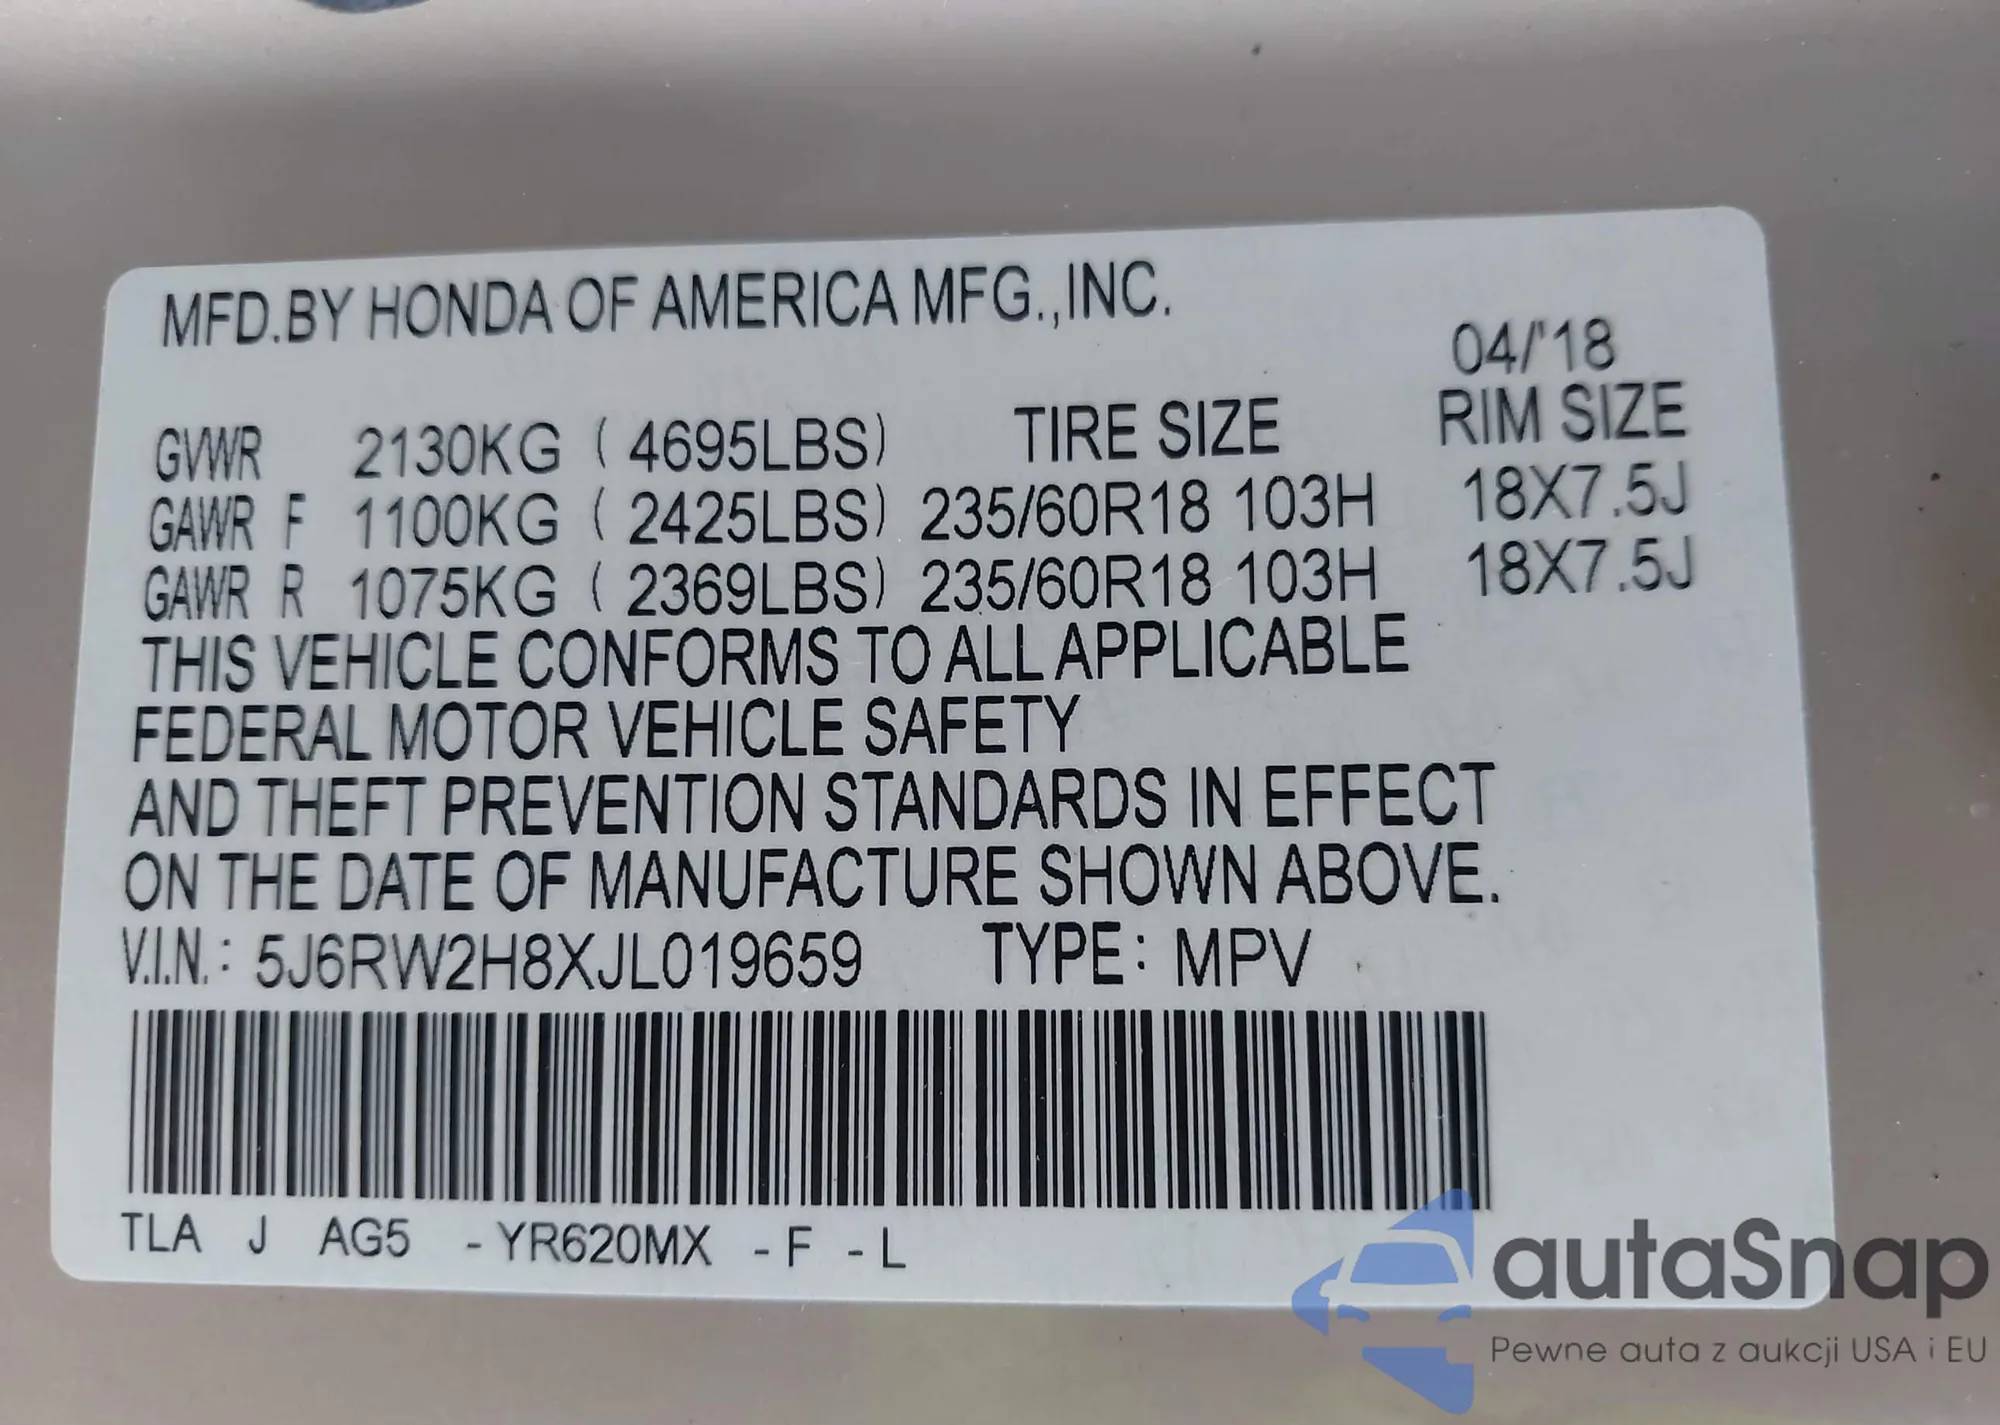 MFD.BY HONDA OF AMERICA MFG.,INC.
04/'18
GVWR 2130KG ( 4695LBS) TIRE SIZE RIM SIZE
GAWR F 1100KG ( 2425LBS) 235/60R18 103H 18X7.5J
GAWR R 1075KG ( 2369LBS) 235/60R18 103H 18X7.5J
THIS VEHICLE CONFORMS TO ALL APPLICABLE
FEDERAL MOTOR VEHICLE SAFETY
AND THEFT PREVENTION STANDARDS IN EFFECT
ON THE DATE OF MANUFACTURE SHOWN ABOVE.
V.I.N.: 5J6RW2H8XJL019659 TYPE: MPV
TLA J AG5 -YR620MX -F -L
autaSnap
Pewne auta z aukcji USA i EU